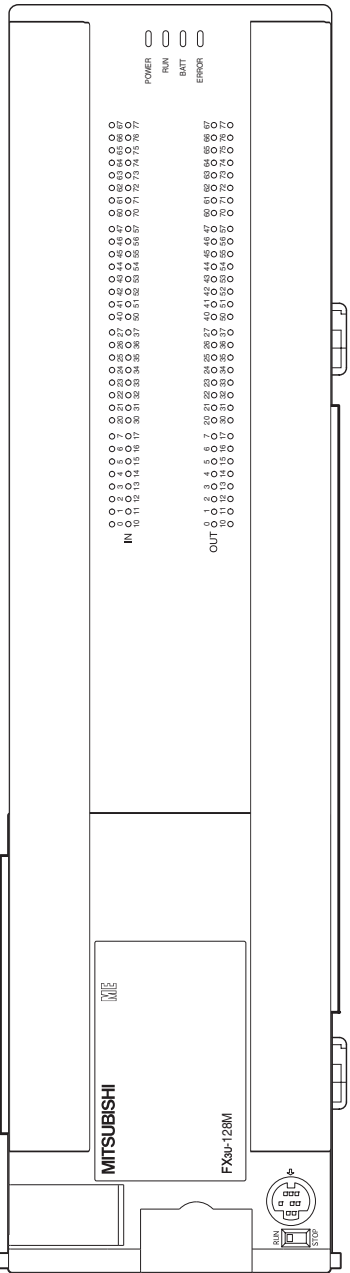 MITSUBISHI
ME
FX3U-128M
RUN
STOP
IN
0 1 2 3 4 5 6 7 20 21 22 23 24 25 26 27 40 41 42 43 44 45 46 47 60 61 62 63 64 65 66 67
10 11 12 13 14 15 16 17 30 31 32 33 34 35 36 37 50 51 52 53 54 55 56 57 70 71 72 73 74 75 76 77
OUT
0 1 2 3 4 5 6 7 20 21 22 23 24 25 26 27 40 41 42 43 44 45 46 47 60 61 62 63 64 65 66 67
10 11 12 13 14 15 16 17 30 31 32 33 34 35 36 37 50 51 52 53 54 55 56 57 70 71 72 73 74 75 76 77
POWER
RUN
BATT
ERROR